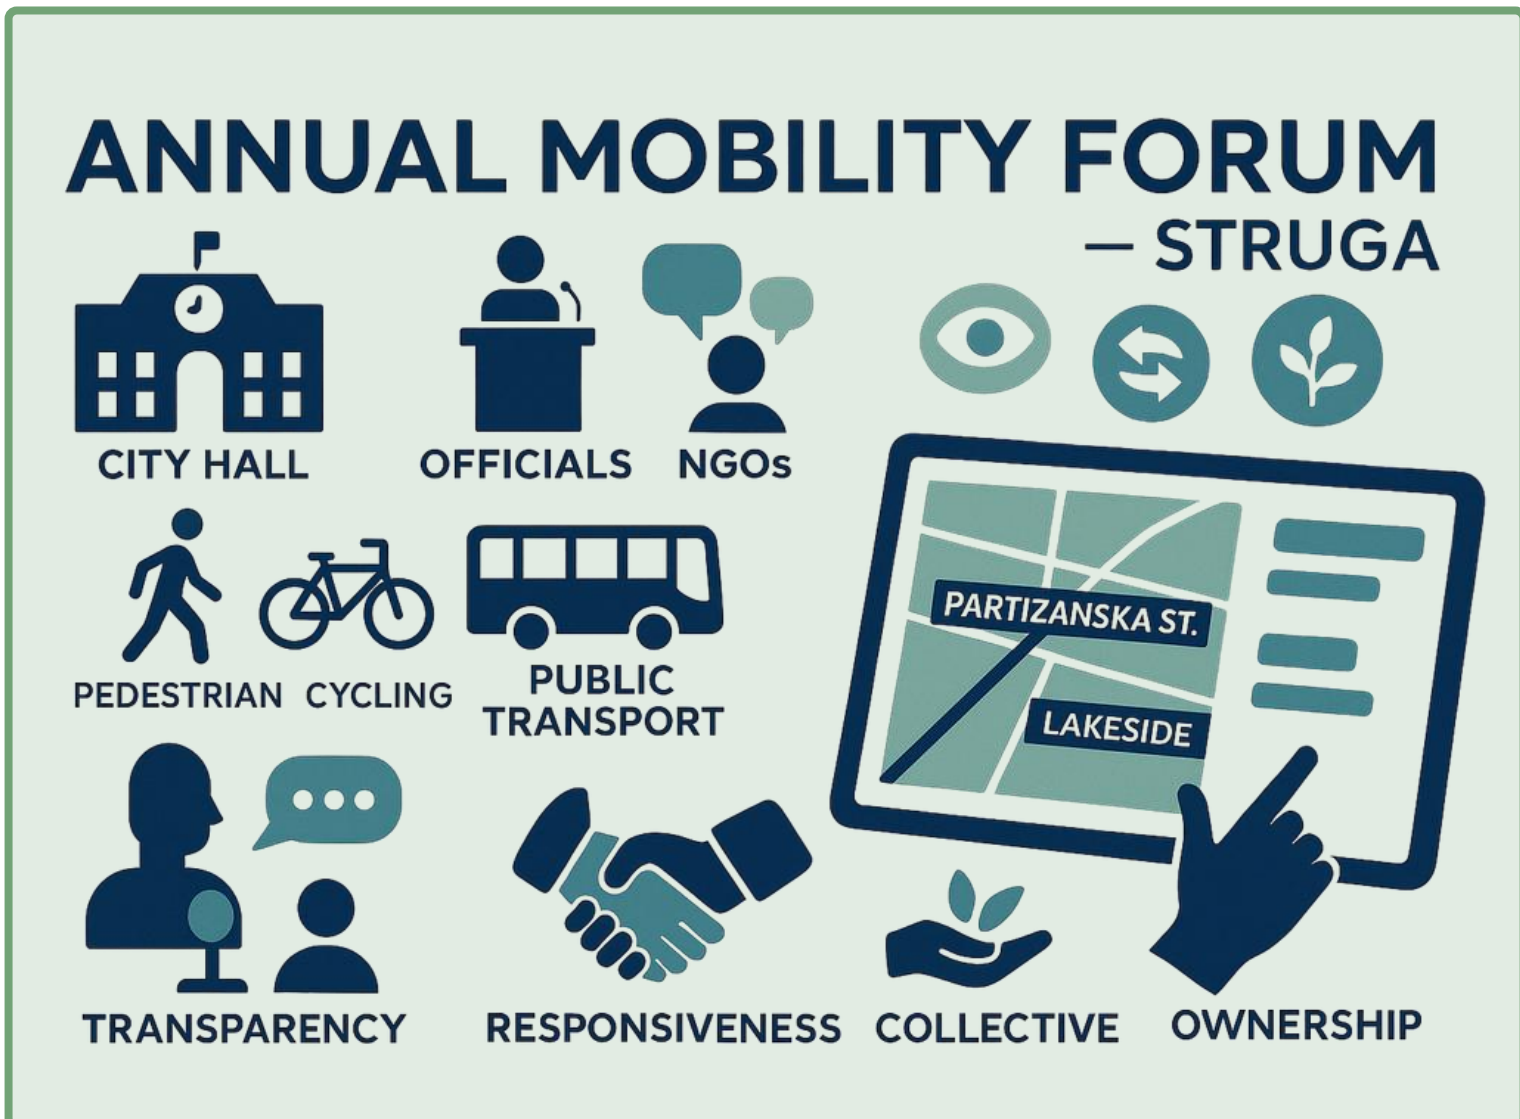 ANNUAL MOBILITY FORUM
— STRUGA
CITY HALL
OFFICIALS
NGOs
PEDESTRIAN
CYCLING
PUBLIC
TRANSPORT
PARTIZANSKA ST.
LAKESIDE
TRANSPARENCY
RESPONSIVENESS
COLLECTIVE
OWNERSHIP